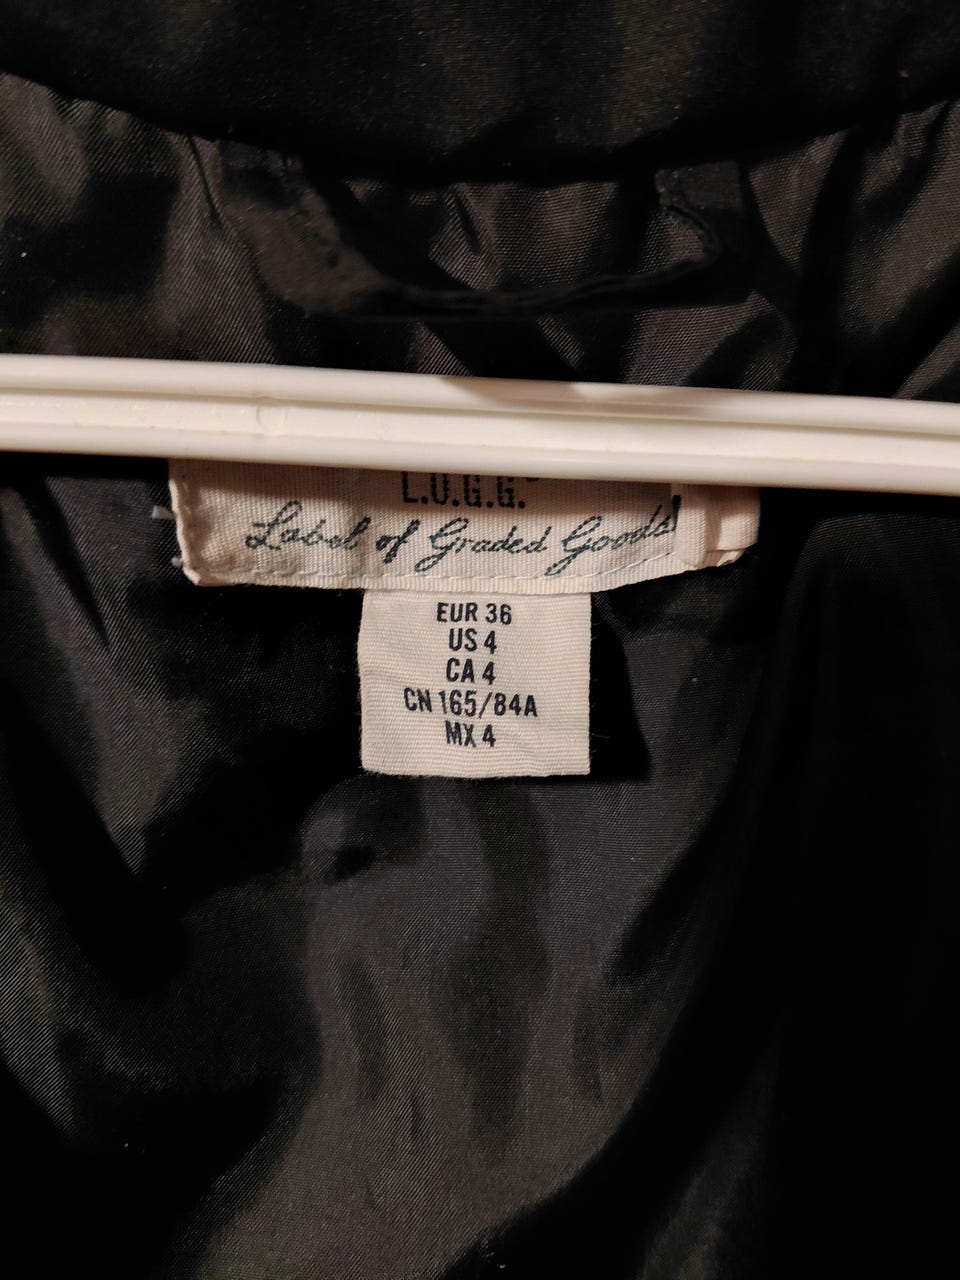 L.O.G.G.
Label of Graded Goods
EUR 36
US 4
CA 4
CN 165/84A
MX 4